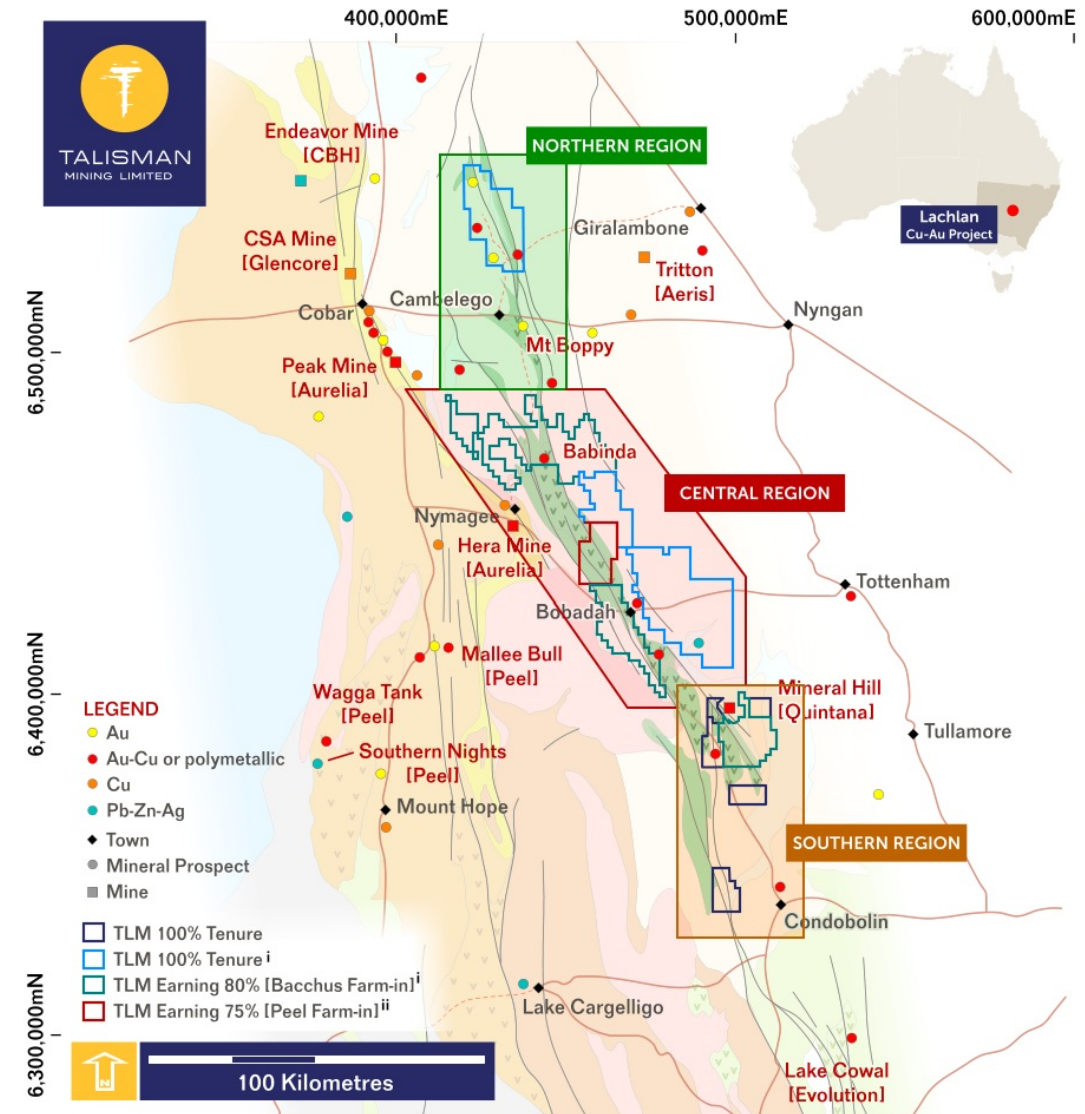 400,000mE
500,000mE
600,000mE
TALISMAN
MINING LIMITED
Endeavor Mine
[CBH]
NORTHERN REGION
Lachlan
Cu-Au Project
CSA Mine
[Glencore]
Giralambone
Tritton
[Aeris]
Cobar
Cambelego
Nyngan
6,500,000mN
Peak Mine
[Aurelia]
Mt Boppy
Babinda
CENTRAL REGION
Nymagee
Hera Mine
[Aurelia]
Bobadah
Tottenham
6,400,000mN
Mallee Bull
[Peel]
Wagga Tank
[Peel]
Mineral Hill
[Quintana]
Southern Nights
[Peel]
Tullamore
Mount Hope
SOUTHERN REGION
Condobolin
LEGEND
Au
Au-Cu or polymetallic
Cu
Pb-Zn-Ag
Town
Mineral Prospect
Mine
TLM 100% Tenure
TLM 100% Tenure i
TLM Earning 80% [Bacchus Farm-in] i
TLM Earning 75% [Peel Farm-in] ii
Lake Cargelligo
6,300,000mN
N
100 Kilometres
Lake Cowal
[Evolution]